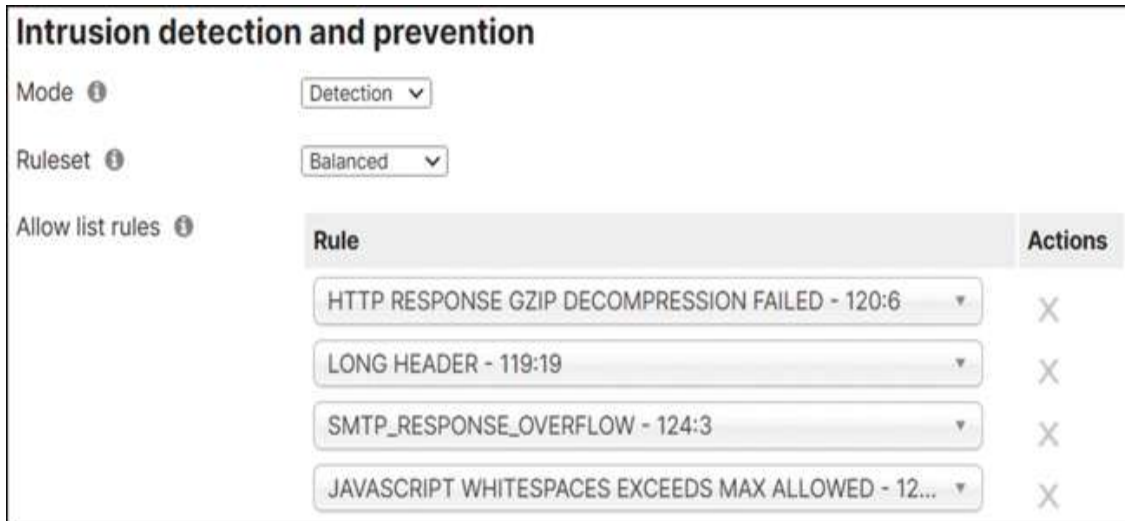 Intrusion detection and prevention
Mode
Detection
Ruleset
Balanced
Allow list rules
Rule Actions
HTTP RESPONSE GZIP DECOMPRESSION FAILED - 120:6 X
LONG HEADER - 119:19 X
SMTP_RESPONSE_OVERFLOW - 124:3 X
JAVASCRIPT WHITESPACES EXCEEDS MAX ALLOWED - 12... X